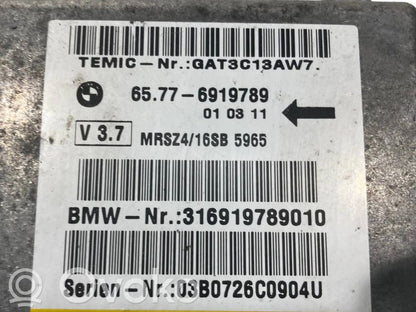 TEMIC-Nr.:GAT3C13AW7.
65.77-6919789
01 03 11
V 3.7
MRSZ4/16SB 5965
BMW-Nr.:316919789010
Serien-Nr.:03B0726C0904U
OVOKO